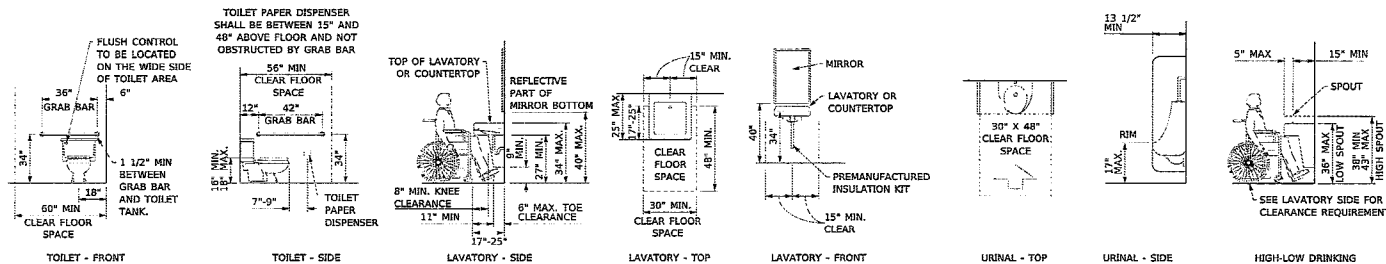 FLUSH CONTROL
TO BE LOCATED
ON THE WIDE SIDE
OF TOILET AREA
36"
GRAB BAR
6"
34"
1 1/2" MIN
BETWEEN
GRAB BAR
AND TOILET
TANK.
18"
60" MIN
CLEAR FLOOR
SPACE
TOILET - FRONT
TOILET PAPER DISPENSER
SHALL BE BETWEEN 15" AND
48" ABOVE FLOOR AND NOT
OBSTRUCTED BY GRAB BAR
56" MIN
CLEAR FLOOR
SPACE
12"
42"
GRAB BAR
16" MIN.
18" MAX.
34"
7"-9"
TOILET
PAPER
DISPENSER
TOILET - SIDE
TOP OF LAVATORY
OR COUNTERTOP
REFLECTIVE
PART OF
MIRROR BOTTOM
9"
MIN.
27" MIN.
34" MAX.
40" MAX.
8" MIN. KNEE
CLEARANCE
11" MIN
6" MAX. TOE
CLEARANCE
17"-25"
LAVATORY - SIDE
15" MIN.
CLEAR
25" MAX.
17"-25"
48" MIN.
CLEAR
FLOOR
SPACE
30" MIN.
CLEAR FLOOR
SPACE
LAVATORY - TOP
MIRROR
LAVATORY OR
COUNTERTOP
40"
34"
PREMANUFACTURED
INSULATION KIT
15" MIN.
CLEAR
LAVATORY - FRONT
30" X 48"
CLEAR FLOOR
SPACE
URINAL - TOP
13 1/2"
MIN
RIM
17"
MAX
URINAL - SIDE
5" MAX
15" MIN
SPOUT
36" MAX
LOW SPOUT
38" MIN
43" MAX
HIGH SPOUT
SEE LAVATORY SIDE FOR
CLEARANCE REQUIREMENT
HIGH-LOW DRINKING